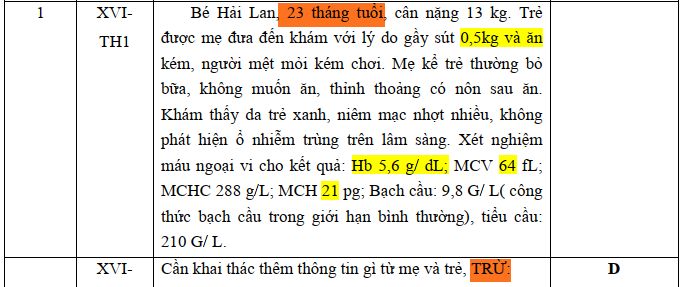 1 XVI- Bé Hải Lan, 23 tháng tuổi, cân nặng 13 kg. Trẻ
TH1 được mẹ đưa đến khám với lý do gầy sút 0,5kg và ăn
kém, người mệt mỏi kém chơi. Mẹ kể trẻ thường bỏ
bữa, không muốn ăn, thỉnh thoảng có nôn sau ăn.
Khám thấy da trẻ xanh, niêm mạc nhợt nhiều, không
phát hiện ổ nhiễm trùng trên lâm sàng. Xét nghiệm
máu ngoại vi cho kết quả: Hb 5,6 g/ dL; MCV 64 fL;
MCHC 288 g/L; MCH 21 pg; Bạch cầu: 9,8 G/ L( công
thức bạch cầu trong giới hạn bình thường), tiểu cầu:
210 G/ L.
XVI- Cần khai thác thêm thông tin gì từ mẹ và trẻ, TRỪ: D